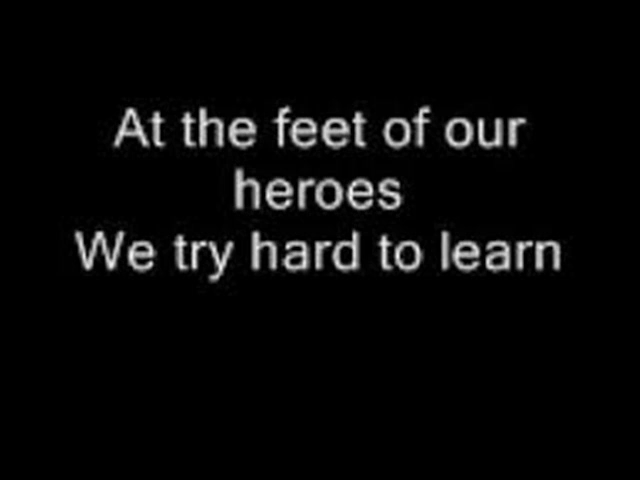 At the feet of our
heroes
We try hard to learn